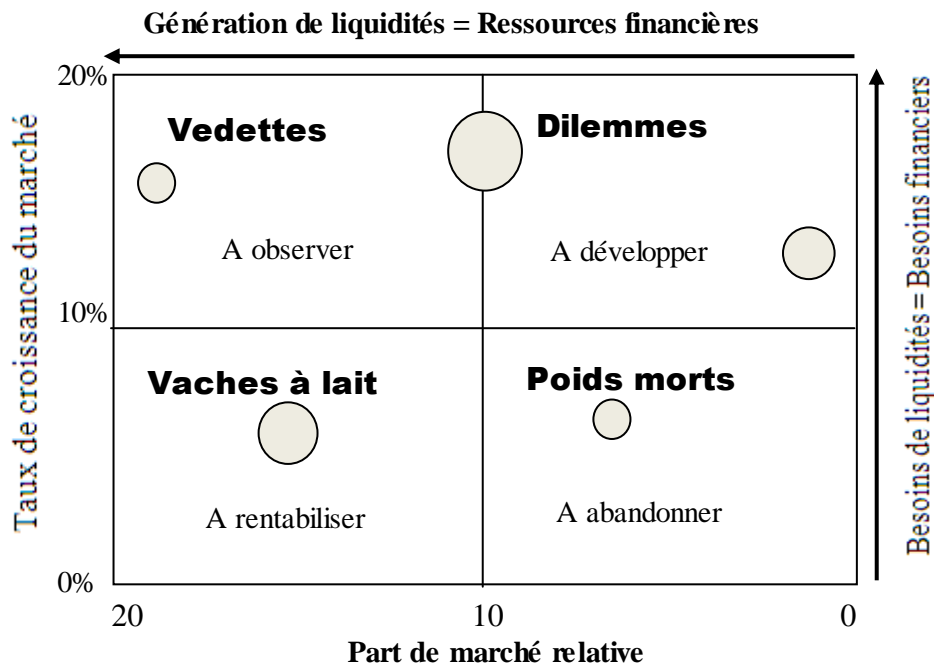 Génération de liquidités = Ressources financières
20%
Vedettes
Dilemmes
A observer
A développer
10%
Vaches à lait
Poids morts
A rentabiliser
A abandonner
0%
20
10
0
Part de marché relative
Taux de croissance du marché
Besoins de liquidités = Besoins financiers